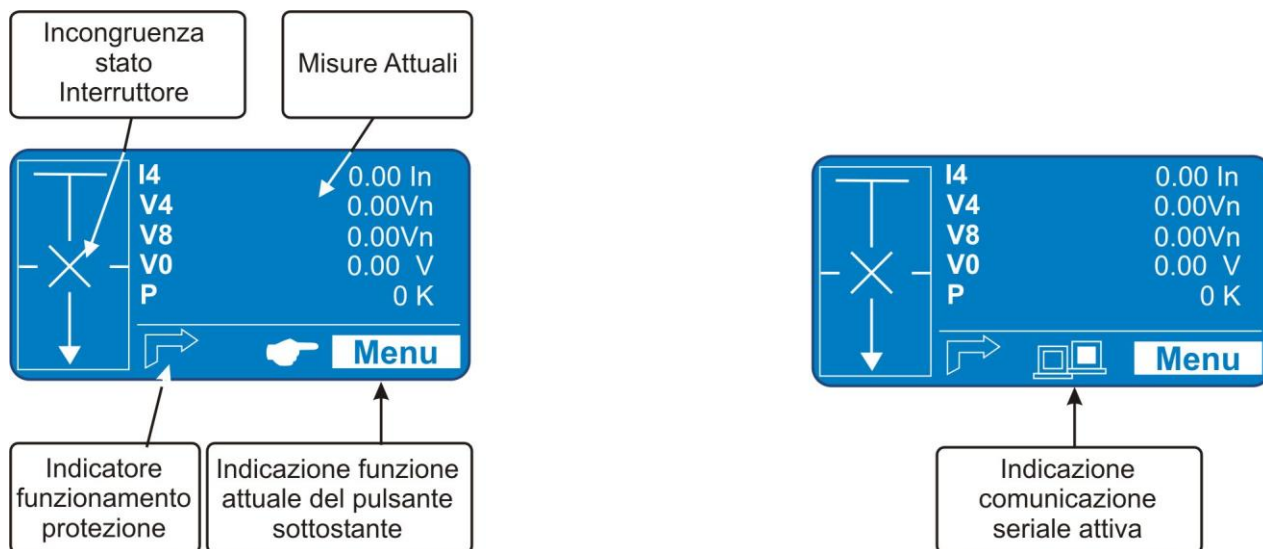 Incongruenza
stato
Interruttore
Misure Attuali
I4 0.00 In
V4 0.00Vn
V8 0.00Vn
V0 0.00 V
P 0 K
Menu
Indicatore
funzionamento
protezione
Indicazione funzione
attuale del pulsante
sottostante
I4 0.00 In
V4 0.00Vn
V8 0.00Vn
V0 0.00 V
P 0 K
Menu
Indicazione
comunicazione
seriale attiva